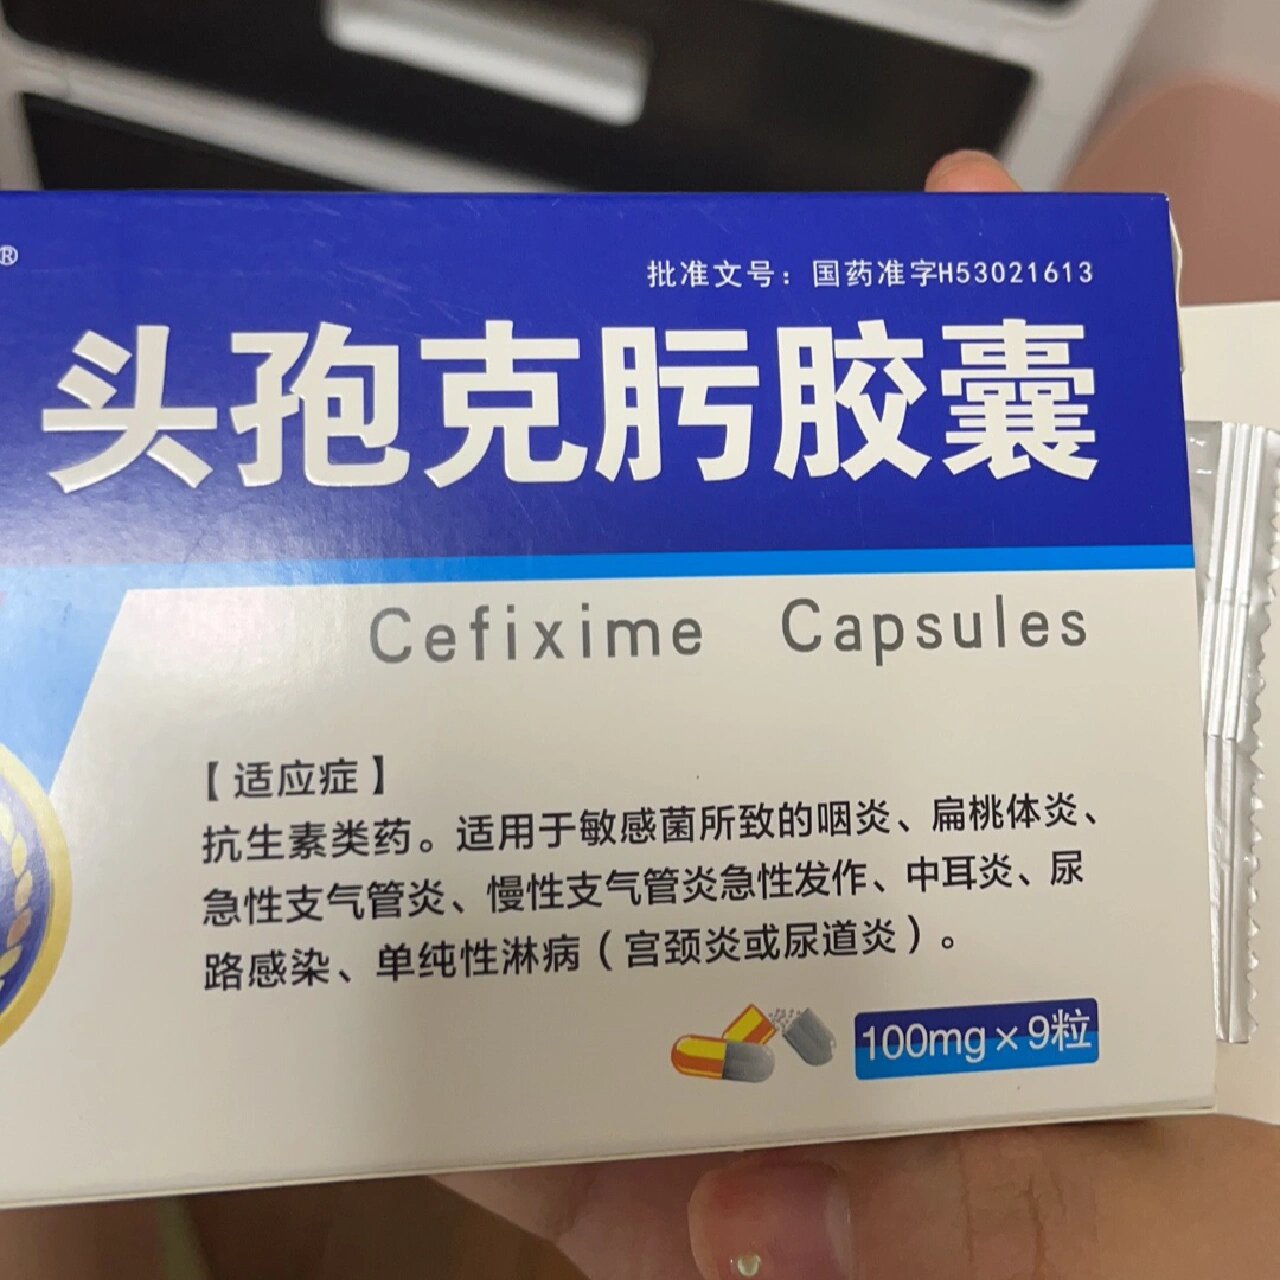 ®
批准文号：国药准字H53021613
头孢克肟胶囊
Cefixime Capsules
【适应症】
抗生素类药。适用于敏感菌所致的咽炎、扁桃体炎、
急性支气管炎、慢性支气管炎急性发作、中耳炎、尿
路感染、单纯性淋病（宫颈炎或尿道炎）。
100mg×9粒